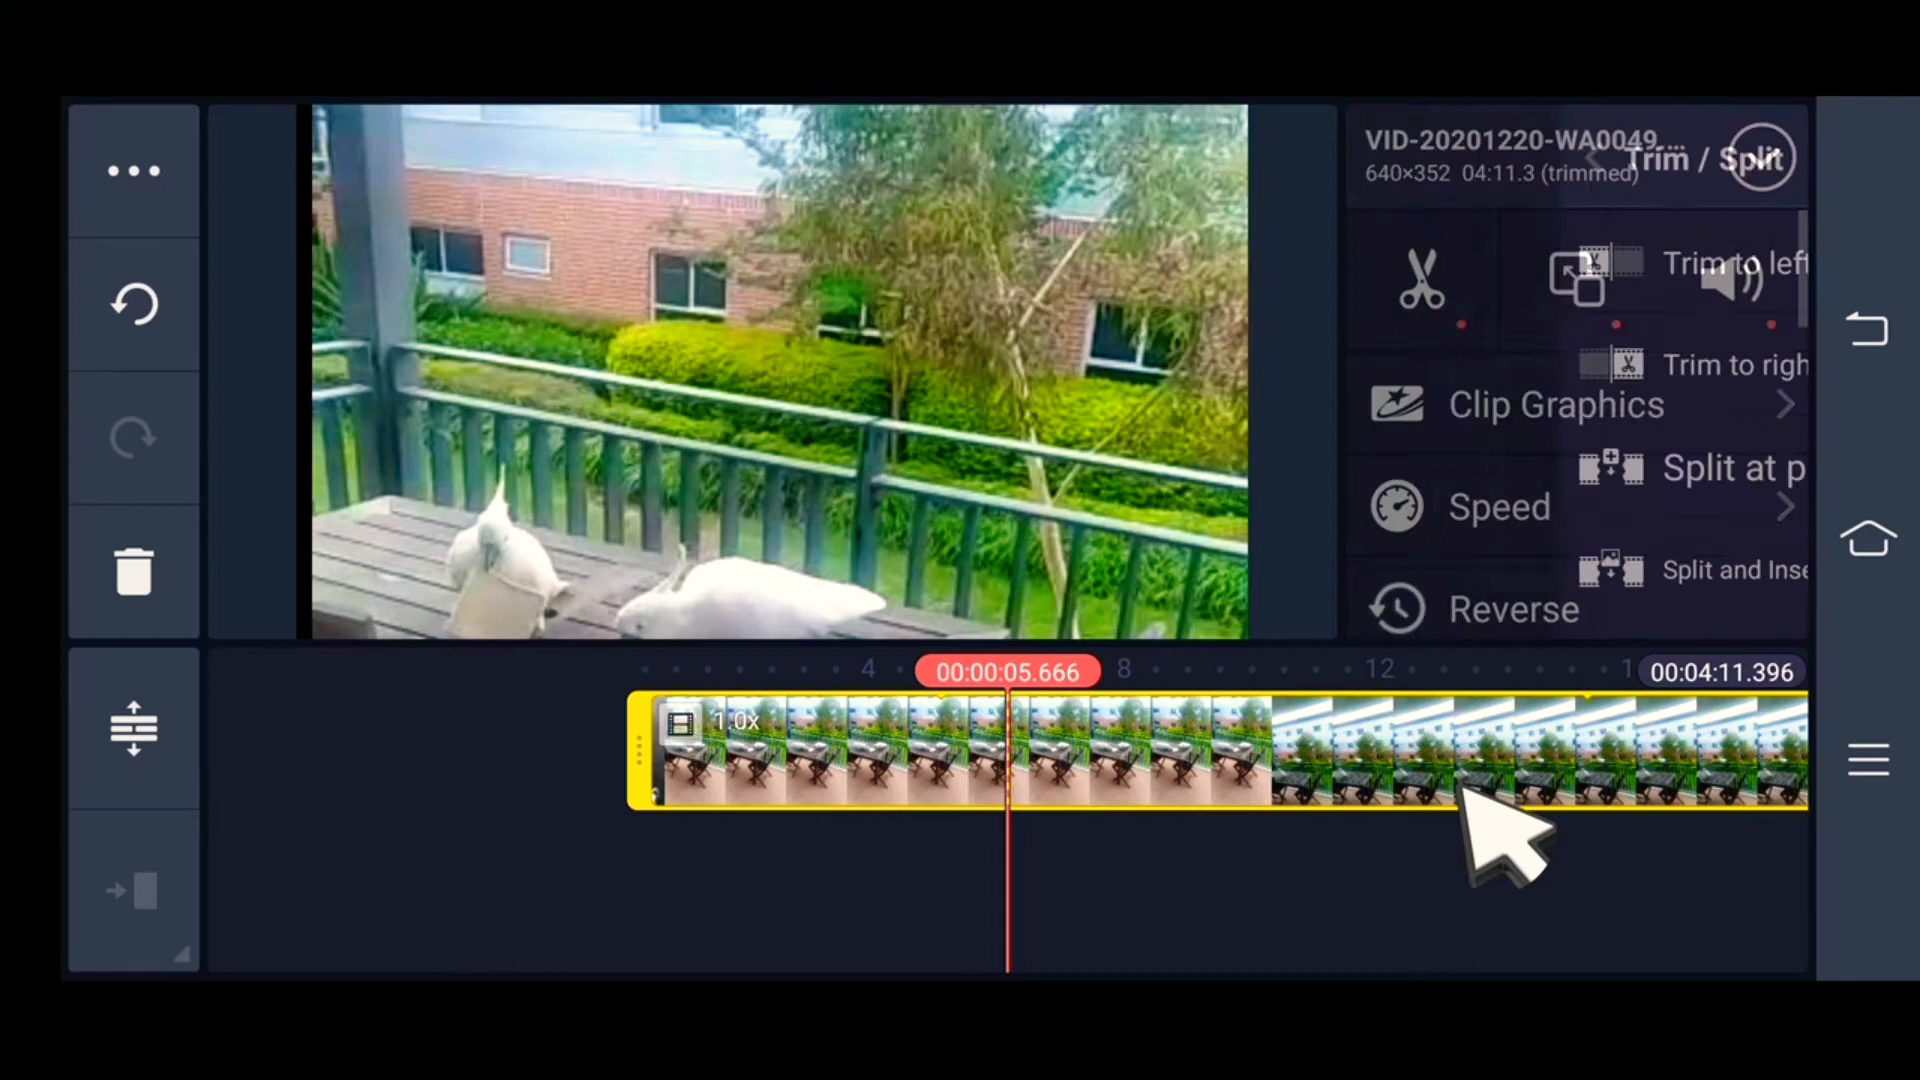 VID-20201220-WA0049...
640×352 04:11.3 (trimmed)
Trim / Split
Trim to left
Trim to righ
Clip Graphics
Split at p
Speed
Split and Inse
Reverse
4
00:00:05.666
8
12
1
00:04:11.396
1.0x